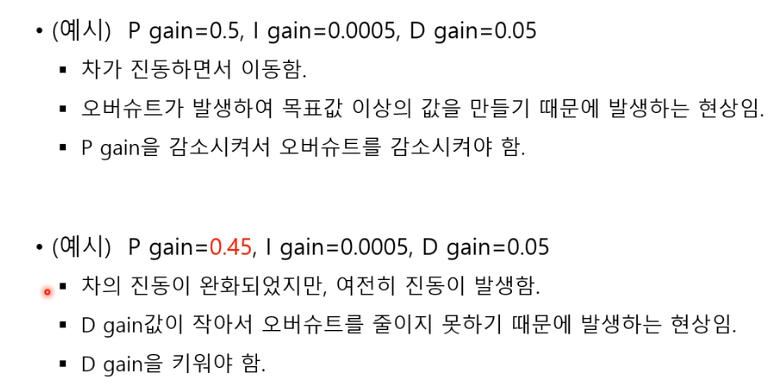 • (예시) P gain=0.5, I gain=0.0005, D gain=0.05
▪ 차가 진동하면서 이동함.
▪ 오버슈트가 발생하여 목표값 이상의 값을 만들기 때문에 발생하는 현상임.
▪ P gain을 감소시켜서 오버슈트를 감소시켜야 함.
• (예시) P gain=0.45, I gain=0.0005, D gain=0.05
▪ 차의 진동이 완화되었지만, 여전히 진동이 발생함.
▪ D gain값이 작아서 오버슈트를 줄이지 못하기 때문에 발생하는 현상임.
▪ D gain을 키워야 함.